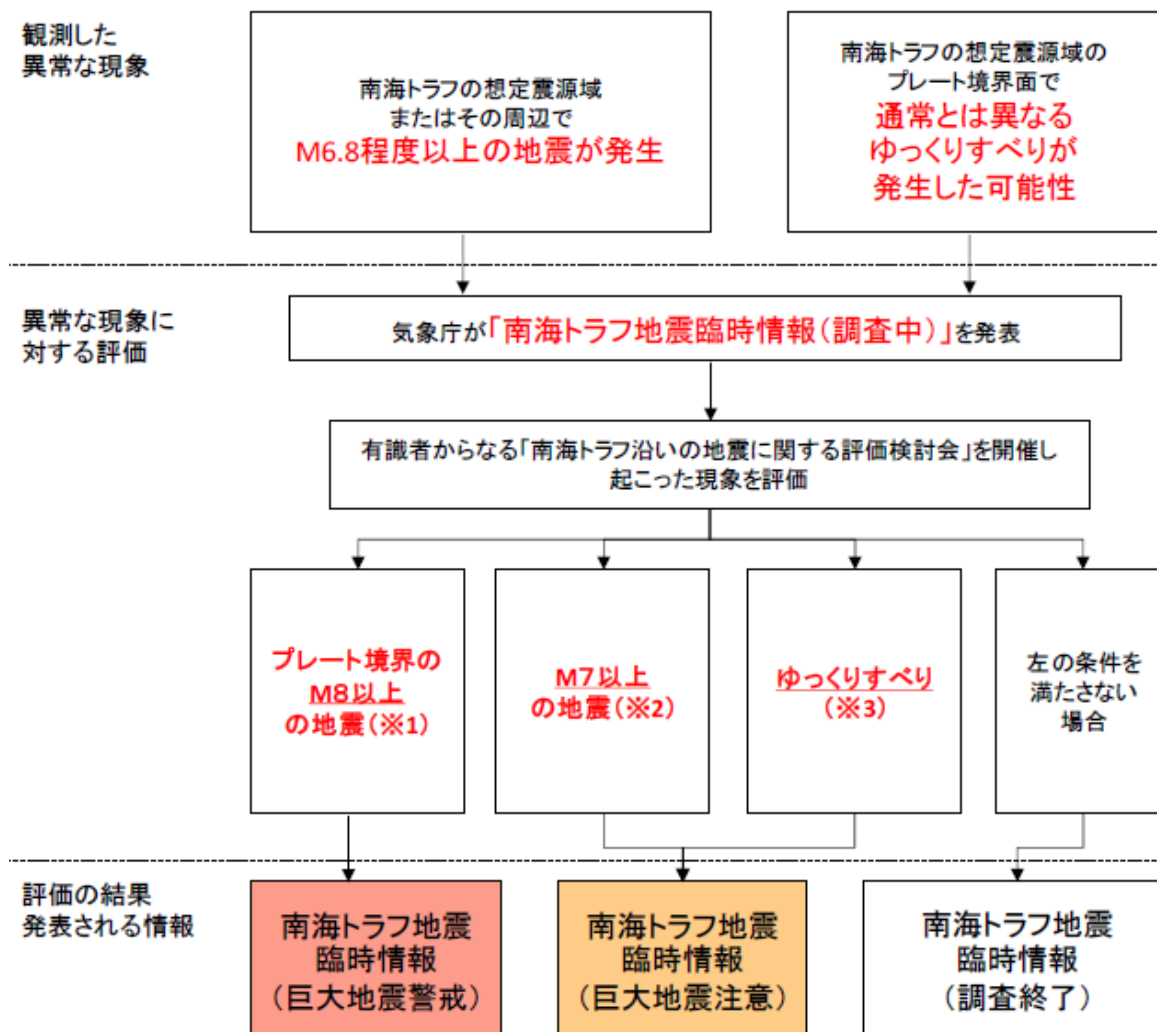 観測した
異常な現象
南海トラフの想定震源域
またはその周辺で
M6.8程度以上の地震が発生
南海トラフの想定震源域の
プレート境界面で
通常とは異なる
ゆっくりすべりが
発生した可能性
異常な現象に
対する評価
気象庁が「南海トラフ地震臨時情報(調査中)」を発表
有識者からなる「南海トラフ沿いの地震に関する評価検討会」を開催し
起こった現象を評価
プレート境界の
M8以上
の地震(※1)
M7以上
の地震(※2)
ゆっくりすべり
(※3)
左の条件を
満たさない
場合
評価の結果
発表される情報
南海トラフ地震
臨時情報
(巨大地震警戒)
南海トラフ地震
臨時情報
(巨大地震注意)
南海トラフ地震
臨時情報
(調査終了)